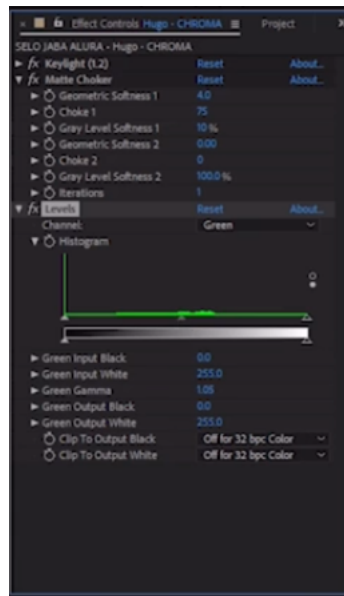 Effect Controls Hugo - CHROMA Project
SELO JABA ALURA - Hugo - CHROMA
fx Keylight (1.2) Reset About...
fx Matte Choker Reset About...
Geometric Softness 1 4.0
Choke 1 75
Gray Level Softness 1 10 %
Geometric Softness 2 0.00
Choke 2 0
Gray Level Softness 2 100.0 %
Iterations 1
fx Levels Reset About...
Channel: Green
Histogram
Green Input Black 0.0
Green Input White 255.0
Green Gamma 1.05
Green Output Black 0.0
Green Output White 255.0
Clip To Output Black Off for 32 bpc Color
Clip To Output White Off for 32 bpc Color